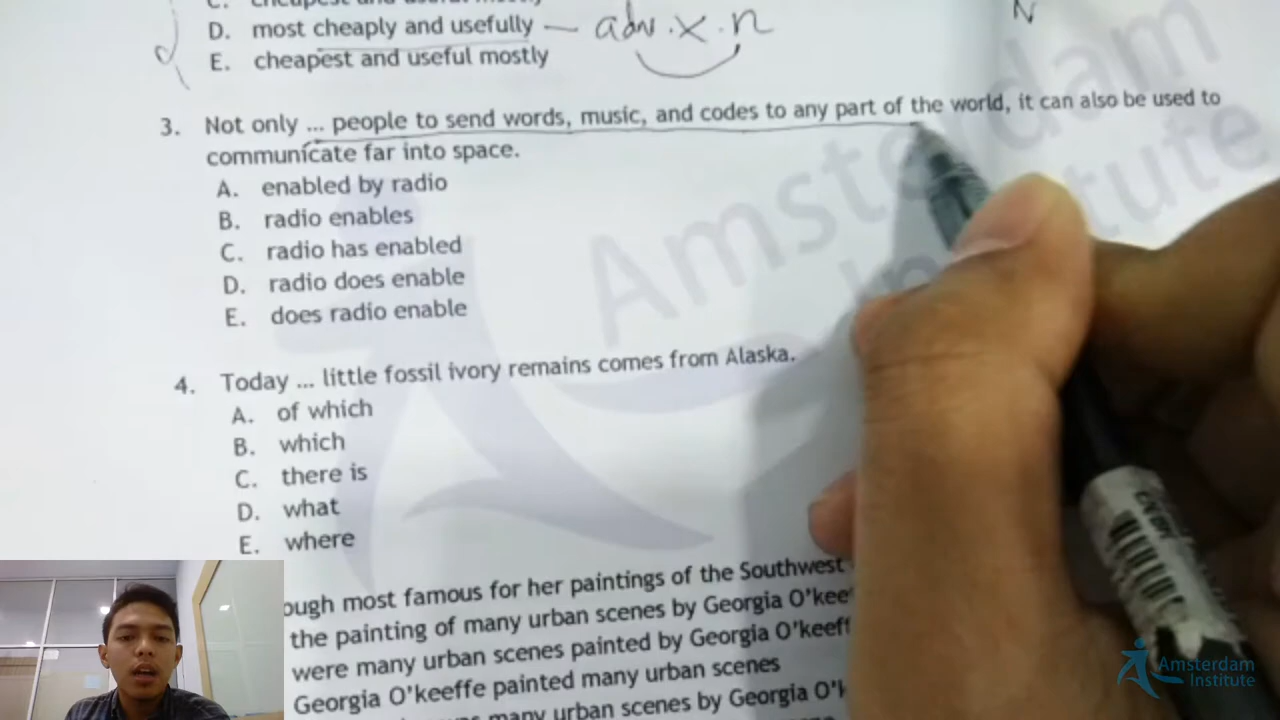 D. most cheaply and usefully — adv . x . n
N
E. cheapest and useful mostly
3. Not only ... people to send words, music, and codes to any part of the world, it can also be used to
communicate far into space.
A. enabled by radio
B. radio enables
C. radio has enabled
D. radio does enable
E. does radio enable
4. Today ... little fossil ivory remains comes from Alaska.
A. of which
B. which
C. there is
D. what
E. where
ough most famous for her paintings of the Southwest
the painting of many urban scenes by Georgia O'kee
were many urban scenes painted by Georgia O'keeff
Georgia O'keeffe painted many urban scenes
many urban scenes by Georgia O'k
Amsterdam
Institute
Amsterdam
Institute